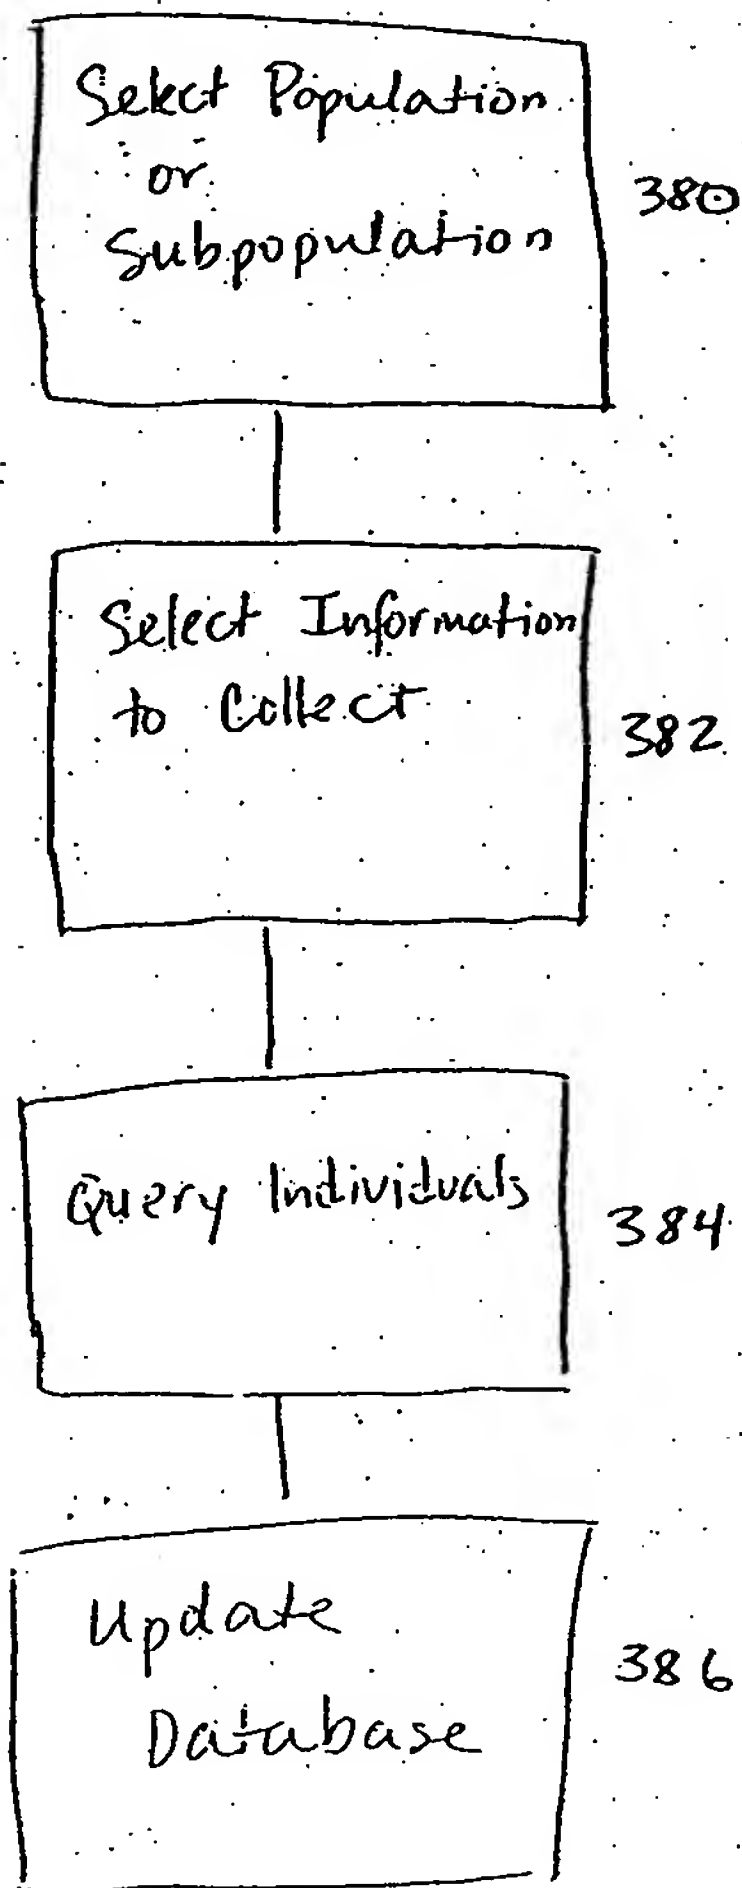 Select Population
or
Subpopulation
380
Select Information
to Collect
382
Query Individuals
384
Update
Database
386